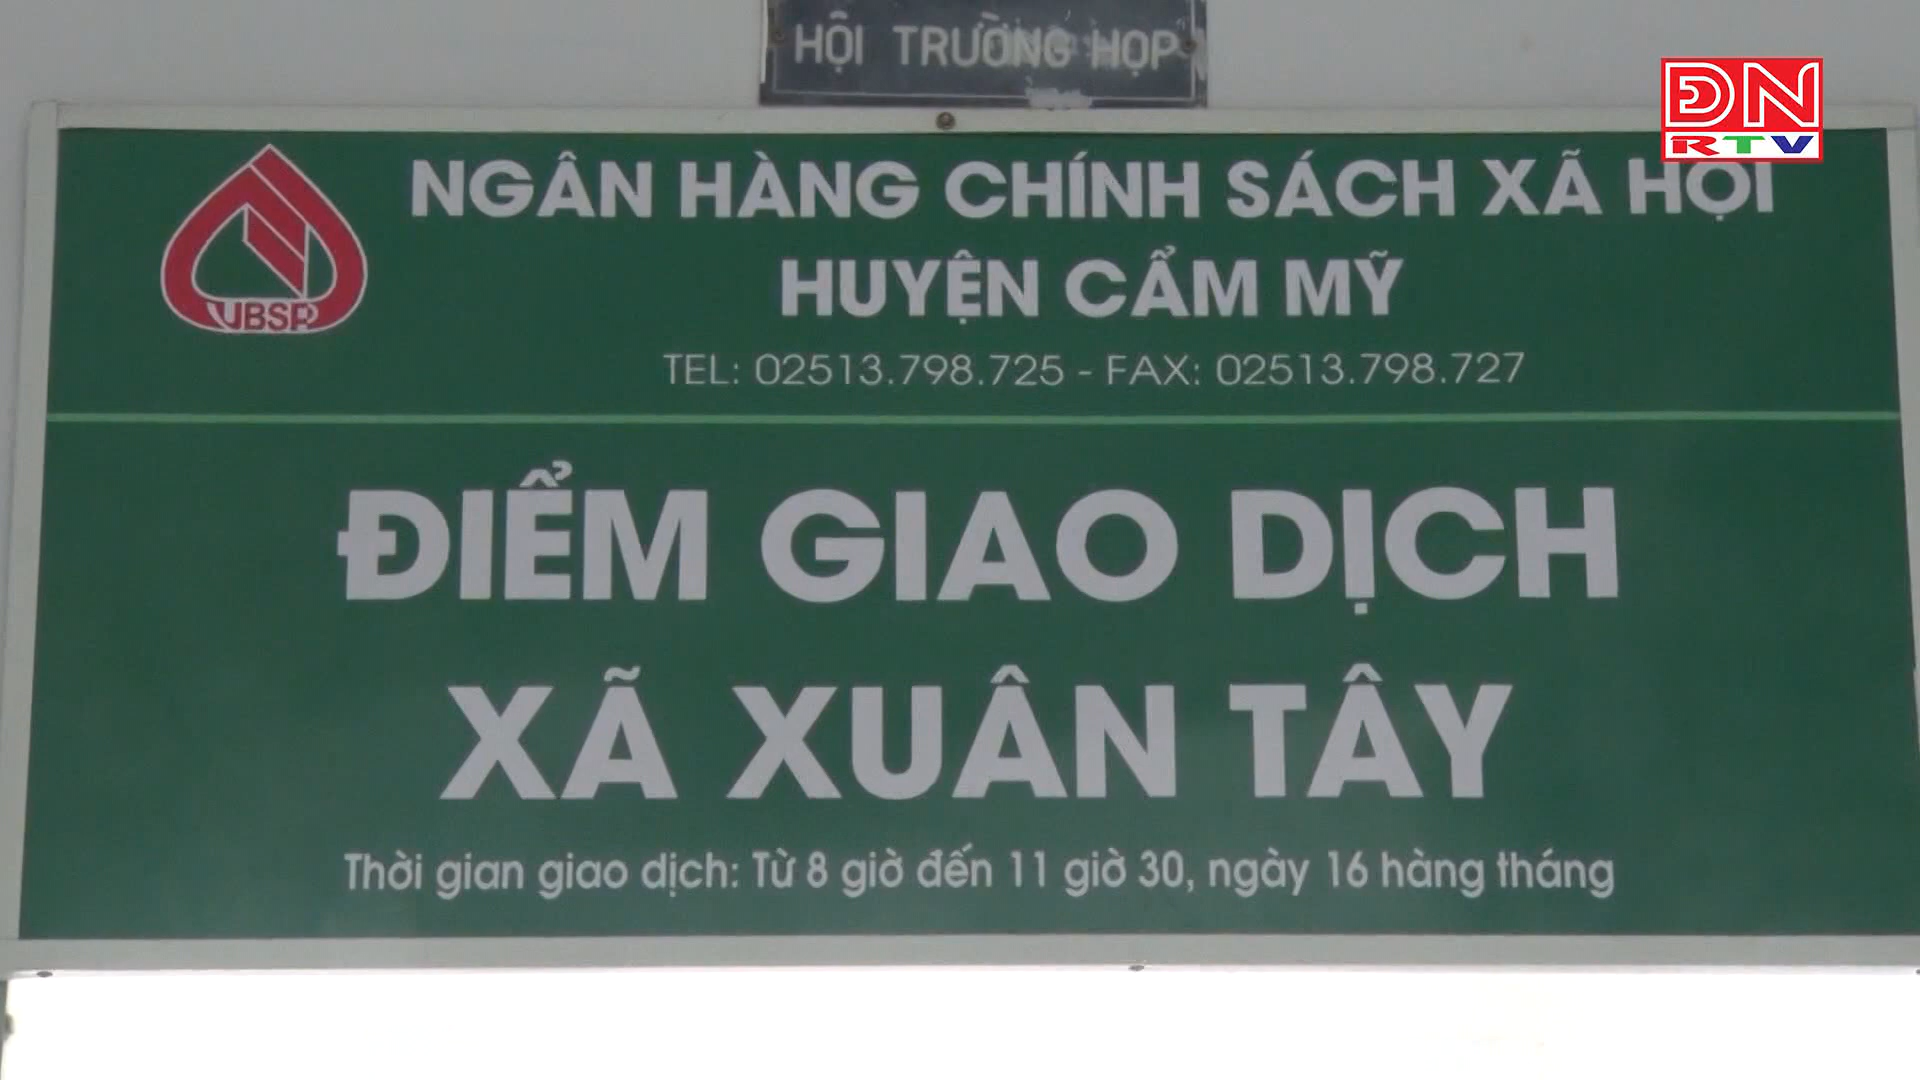 HỘI TRƯỜNG HỌP
ĐN
RTV
NGÂN HÀNG CHÍNH SÁCH XÃ HỘI
HUYỆN CẨM MỸ
VBSP
TEL: 02513.798.725 - FAX: 02513.798.727
ĐIỂM GIAO DỊCH
XÃ XUÂN TÂY
Thời gian giao dịch: Từ 8 giờ đến 11 giờ 30, ngày 16 hàng tháng